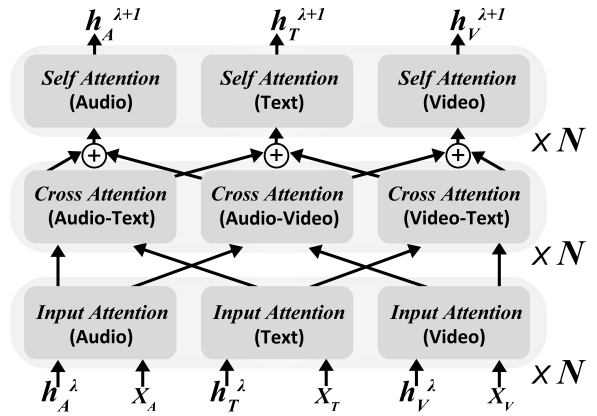 h_A^{λ+1} h_T^{λ+1} h_V^{λ+1}
Self Attention Self Attention Self Attention
(Audio) (Text) (Video)
× N
+ + +
Cross Attention Cross Attention Cross Attention
(Audio-Text) (Audio-Video) (Video-Text)
× N
Input Attention Input Attention Input Attention
(Audio) (Text) (Video)
× N
h_A^λ X_A h_T^λ X_T h_V^λ X_V